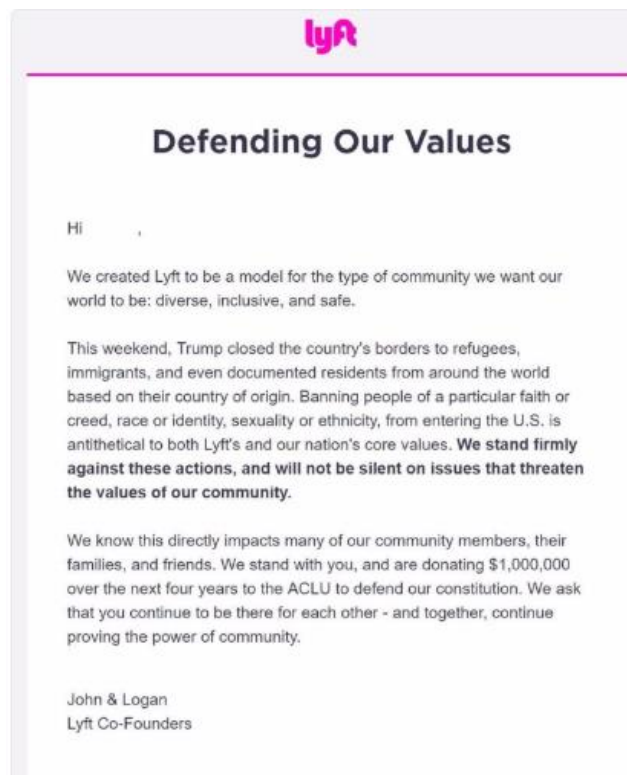 lyft
Defending Our Values
Hi ,
We created Lyft to be a model for the type of community we want our
world to be: diverse, inclusive, and safe.
This weekend, Trump closed the country's borders to refugees,
immigrants, and even documented residents from around the world
based on their country of origin. Banning people of a particular faith or
creed, race or identity, sexuality or ethnicity, from entering the U.S. is
antithetical to both Lyft's and our nation's core values. We stand firmly
against these actions, and will not be silent on issues that threaten
the values of our community.
We know this directly impacts many of our community members, their
families, and friends. We stand with you, and are donating $1,000,000
over the next four years to the ACLU to defend our constitution. We ask
that you continue to be there for each other - and together, continue
proving the power of community.
John & Logan
Lyft Co-Founders